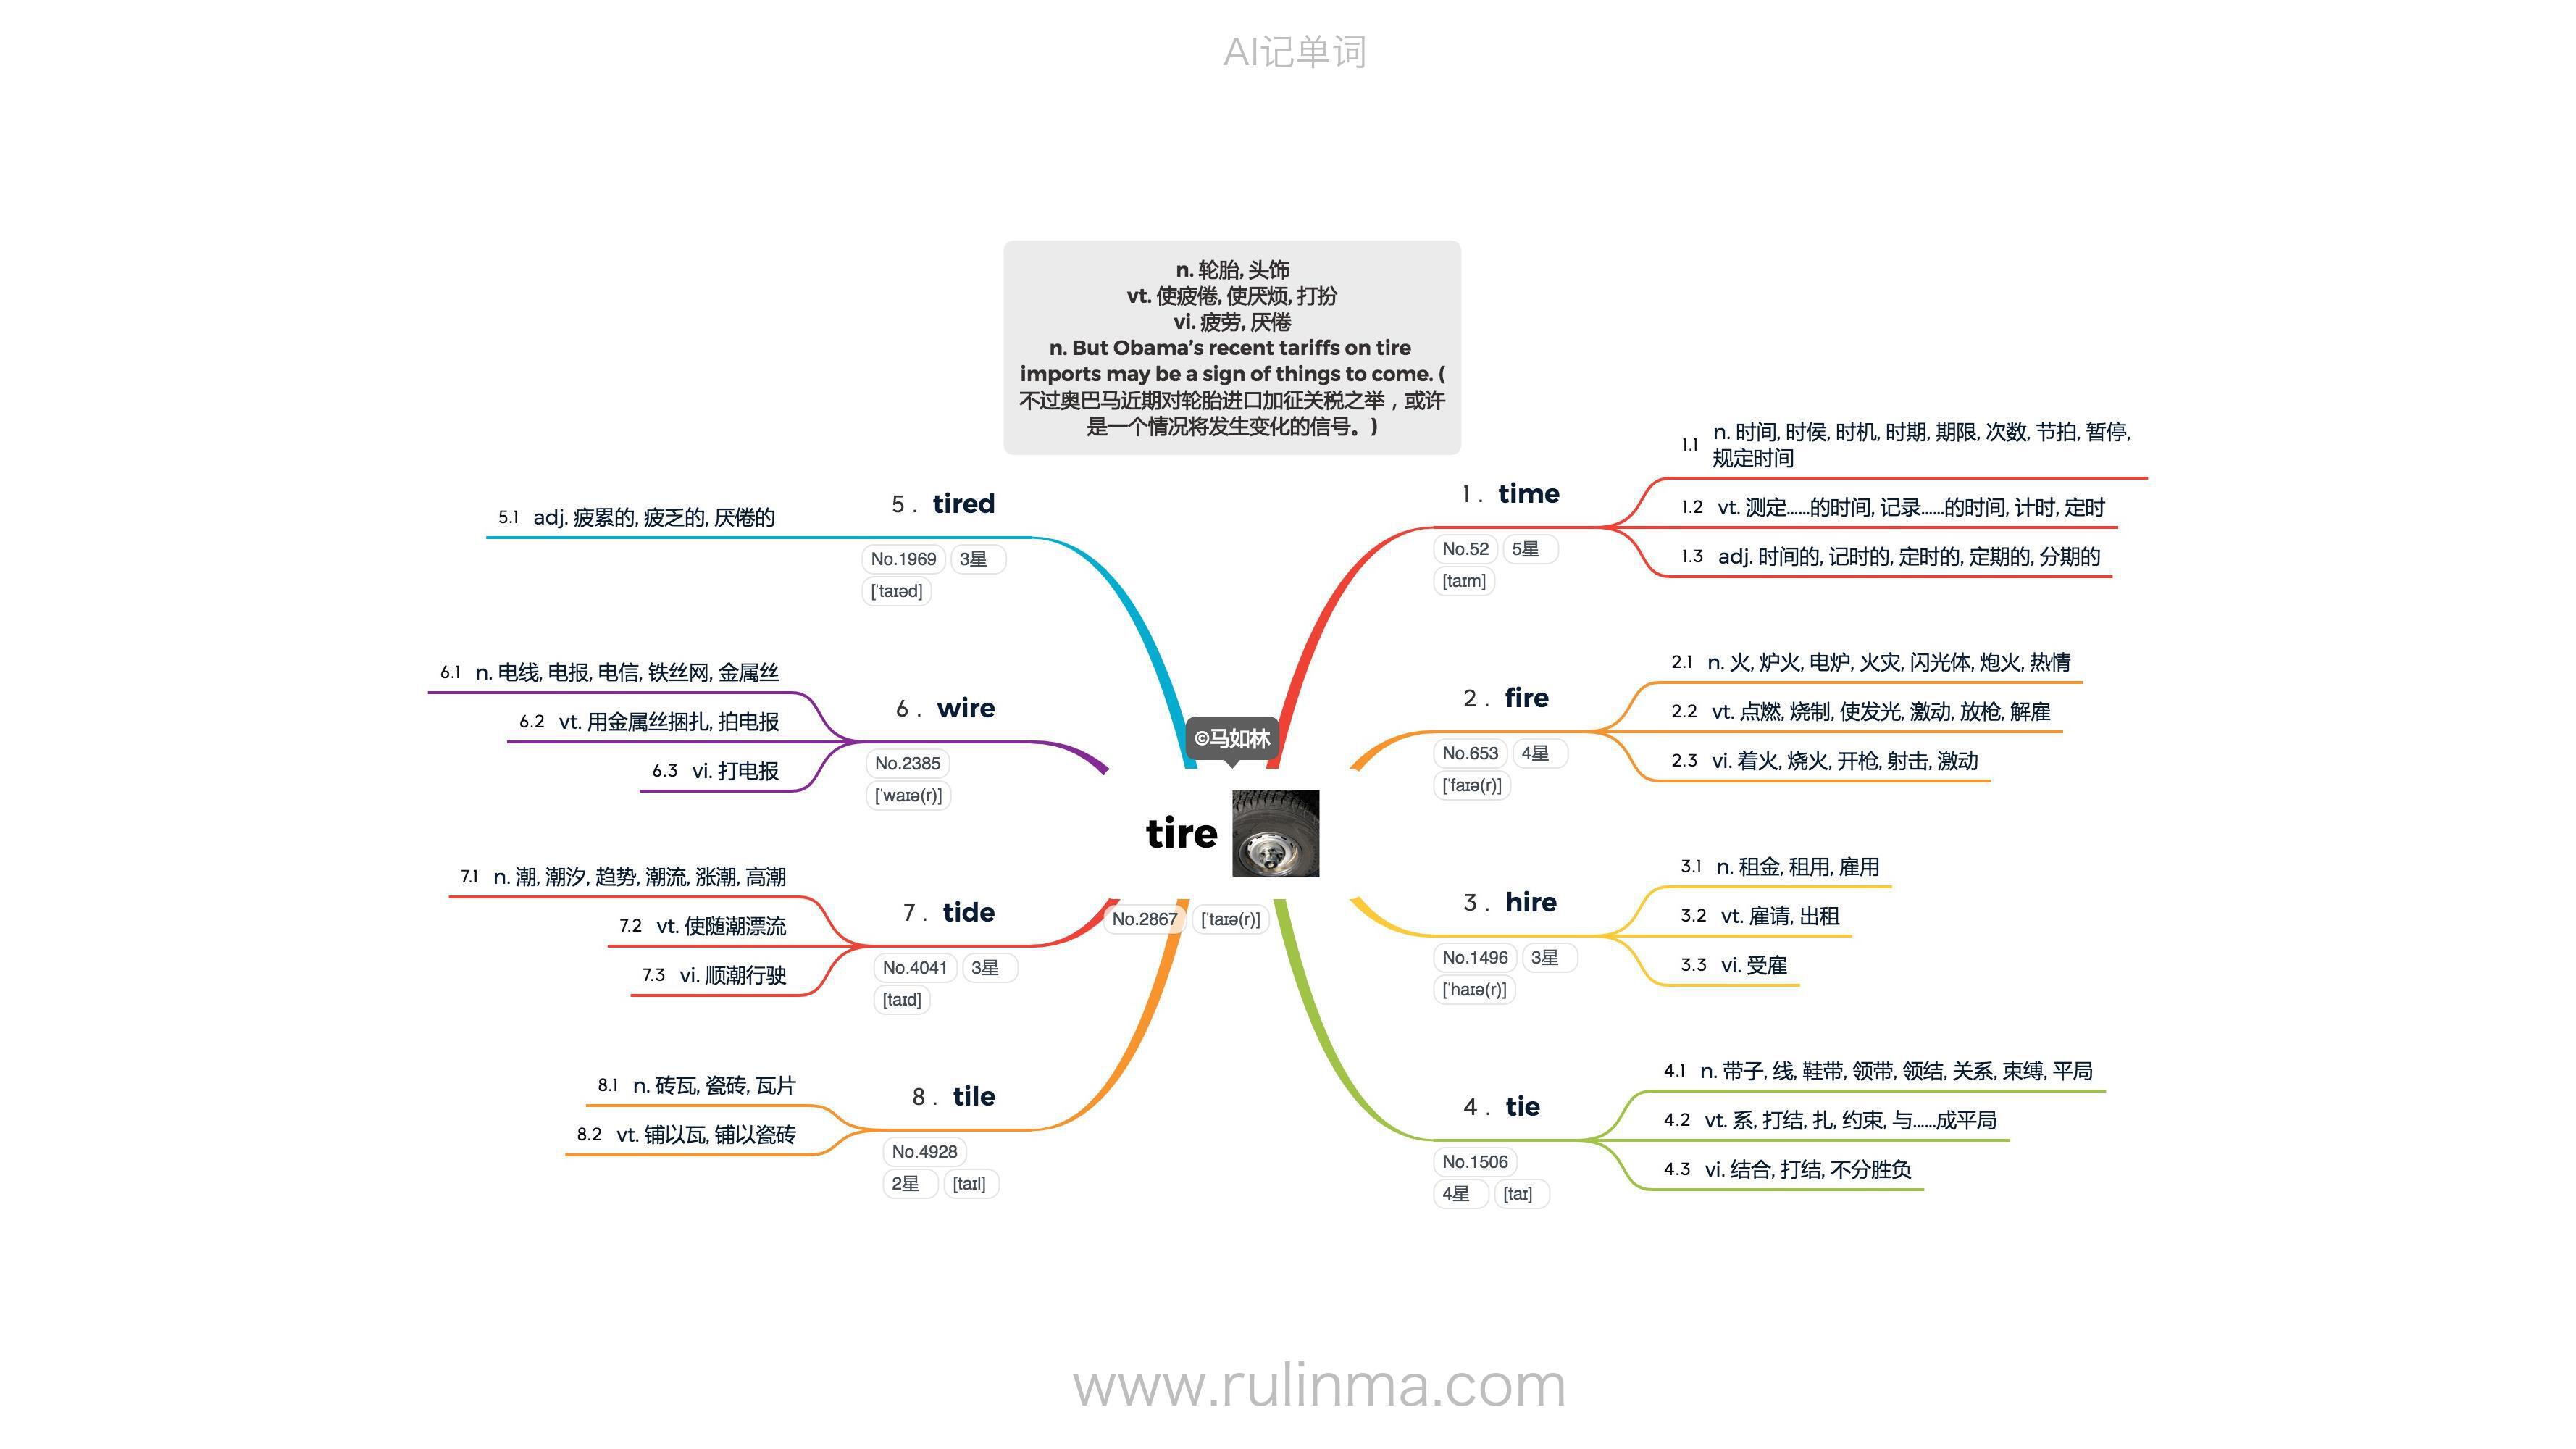 AI记单词
n. 轮胎, 头饰
vt. 使疲倦, 使厌烦, 打扮
vi. 疲劳, 厌倦
n. But Obama’s recent tariffs on tire
imports may be a sign of things to come. (
不过奥巴马近期对轮胎进口加征关税之举，或许
是一个情况将发生变化的信号。)
©马如林
tire
No.2867 [ˈtaɪə(r)]
1. time
No.52 5星
[taɪm]
1.1 n. 时间, 时侯, 时机, 时期, 期限, 次数, 节拍, 暂停,
规定时间
1.2 vt. 测定……的时间, 记录……的时间, 计时, 定时
1.3 adj. 时间的, 记时的, 定时的, 定期的, 分期的
2. fire
No.653 4星
[ˈfaɪə(r)]
2.1 n. 火, 炉火, 电炉, 火灾, 闪光体, 炮火, 热情
2.2 vt. 点燃, 烧制, 使发光, 激动, 放枪, 解雇
2.3 vi. 着火, 烧火, 开枪, 射击, 激动
3. hire
No.1496 3星
[ˈhaɪə(r)]
3.1 n. 租金, 租用, 雇用
3.2 vt. 雇请, 出租
3.3 vi. 受雇
4. tie
No.1506
4星 [taɪ]
4.1 n. 带子, 线, 鞋带, 领带, 领结, 关系, 束缚, 平局
4.2 vt. 系, 打结, 扎, 约束, 与……成平局
4.3 vi. 结合, 打结, 不分胜负
5. tired
No.1969 3星
[ˈtaɪəd]
5.1 adj. 疲累的, 疲乏的, 厌倦的
6. wire
No.2385
[ˈwaɪə(r)]
6.1 n. 电线, 电报, 电信, 铁丝网, 金属丝
6.2 vt. 用金属丝捆扎, 拍电报
6.3 vi. 打电报
7. tide
No.4041 3星
[taɪd]
7.1 n. 潮, 潮汐, 趋势, 潮流, 涨潮, 高潮
7.2 vt. 使随潮漂流
7.3 vi. 顺潮行驶
8. tile
No.4928
2星 [taɪl]
8.1 n. 砖瓦, 瓷砖, 瓦片
8.2 vt. 铺以瓦, 铺以瓷砖
www.rulinma.com